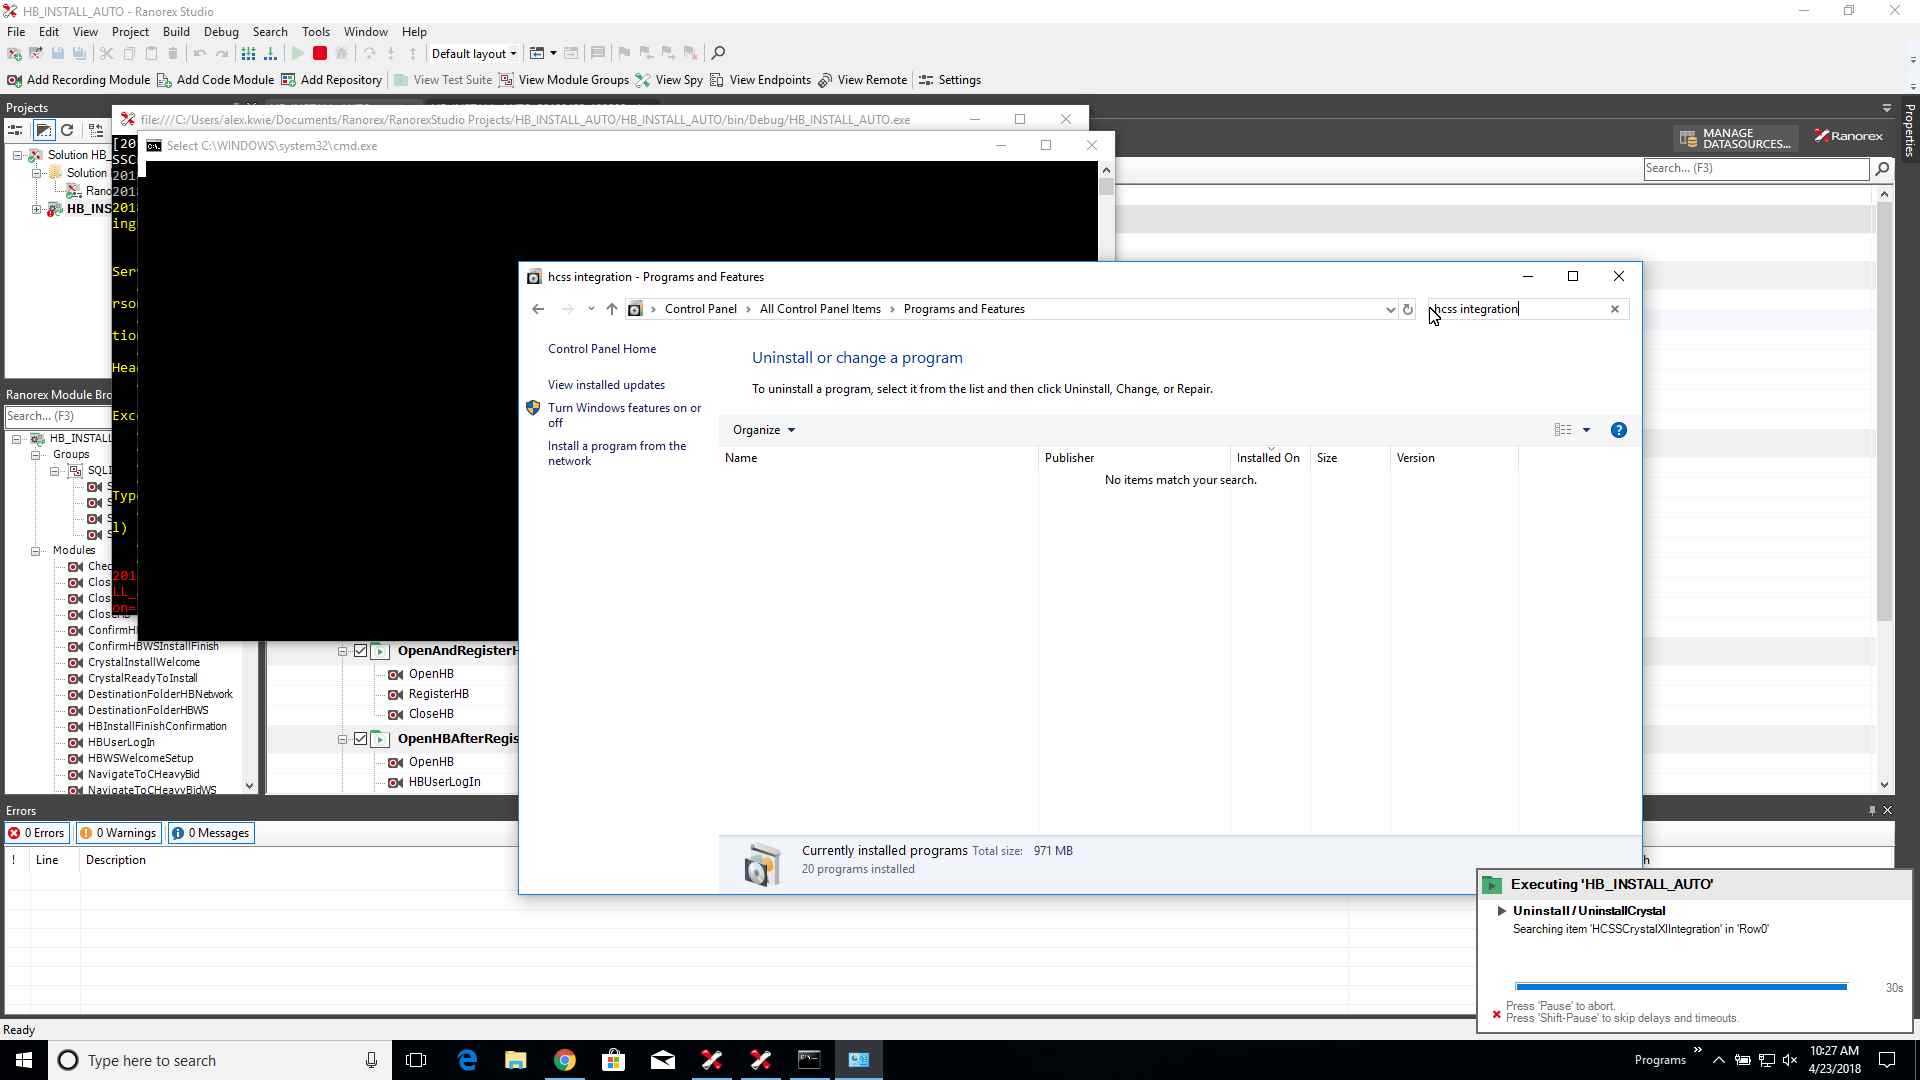 HB_INSTALL_AUTO - Ranorex Studio
File Edit View Project Build Debug Search Tools Window Help
Default layout
Add Recording Module Add Code Module Add Repository View Test Suite View Module Groups View Spy View Endpoints View Remote Settings
Projects
Properties
file:///C:/Users/alex.kwie/Documents/Ranorex/RanorexStudio Projects/HB_INSTALL_AUTO/HB_INSTALL_AUTO/bin/Debug/HB_INSTALL_AUTO.exe
MANAGE
DATASOURCES...
Ranorex
Select C:\WINDOWS\system32\cmd.exe
Search... (F3)
Solution HB_
Solution
Rano
HB_INS
[20
SSC
201
201
201
ing
Ser
rso
tio
Hea
Exc
Typ
l)
201
LL_
on=
hcss integration - Programs and Features
Control Panel All Control Panel Items Programs and Features
hcss integration
Control Panel Home
View installed updates
Turn Windows features on or
off
Install a program from the
network
Uninstall or change a program
To uninstall a program, select it from the list and then click Uninstall, Change, or Repair.
Organize
Name Publisher Installed On Size Version
No items match your search.
Currently installed programs Total size: 971 MB
20 programs installed
Ranorex Module Bro
Search... (F3)
HB_INSTALL
Groups
SQLI
Modules
Chec
Clos
Clos
CloseHB
ConfirmH
ConfirmHBWSInstallFinish
CrystalInstallWelcome
CrystalReadyToInstall
DestinationFolderHBNetwork
DestinationFolderHBWS
HBInstallFinishConfirmation
HBUserLogIn
HBWSWelcomeSetup
NavigateToCHeavyBid
NavigateToCHeavyBidWS
OpenAndRegisterH
OpenHB
RegisterHB
CloseHB
OpenHBAfterRegis
OpenHB
HBUserLogIn
Errors
0 Errors 0 Warnings 0 Messages
! Line Description
h
Executing 'HB_INSTALL_AUTO'
Uninstall / UninstallCrystal
Searching item 'HCSSCrystalXIIntegration' in 'Row0'
30s
Press 'Pause' to abort.
Press 'Shift-Pause' to skip delays and timeouts.
Ready
Type here to search
Programs
10:27 AM
4/23/2018